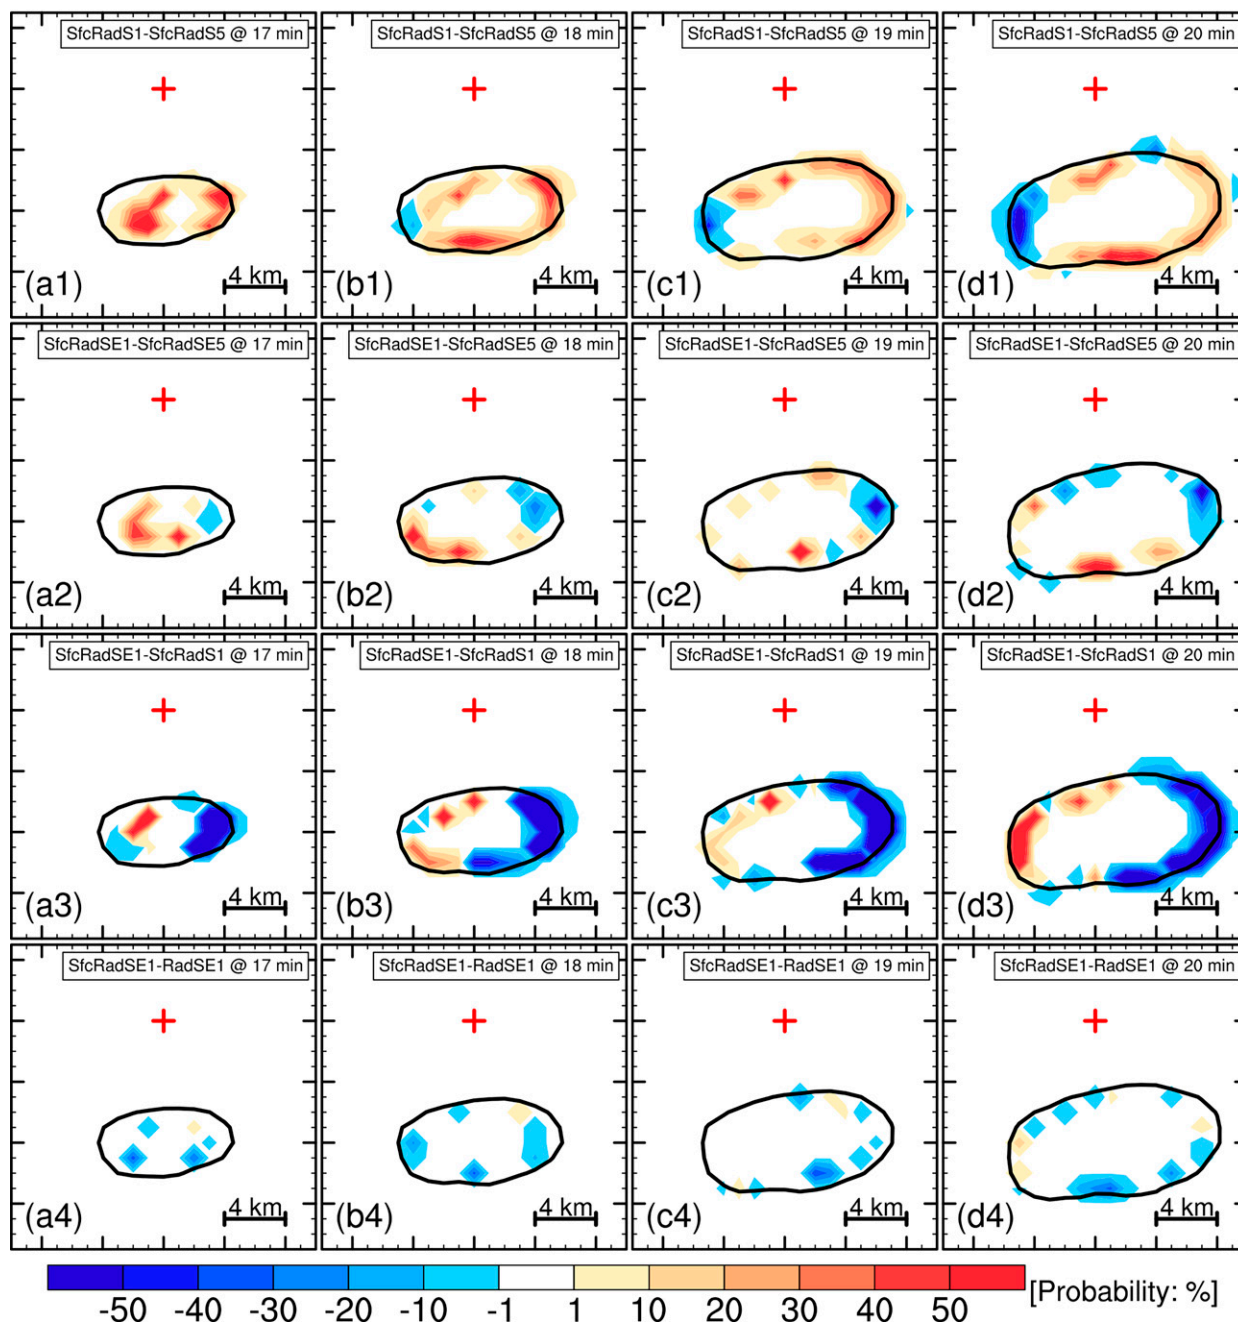 SfcRadS1-SfcRadS5 @ 17 min
SfcRadS1-SfcRadS5 @ 18 min
SfcRadS1-SfcRadS5 @ 19 min
SfcRadS1-SfcRadS5 @ 20 min
(a1)
4 km
(b1)
4 km
(c1)
4 km
(d1)
4 km
SfcRadSE1-SfcRadSE5 @ 17 min
SfcRadSE1-SfcRadSE5 @ 18 min
SfcRadSE1-SfcRadSE5 @ 19 min
SfcRadSE1-SfcRadSE5 @ 20 min
(a2)
4 km
(b2)
4 km
(c2)
4 km
(d2)
4 km
SfcRadSE1-SfcRadS1 @ 17 min
SfcRadSE1-SfcRadS1 @ 18 min
SfcRadSE1-SfcRadS1 @ 19 min
SfcRadSE1-SfcRadS1 @ 20 min
(a3)
4 km
(b3)
4 km
(c3)
4 km
(d3)
4 km
SfcRadSE1-RadSE1 @ 17 min
SfcRadSE1-RadSE1 @ 18 min
SfcRadSE1-RadSE1 @ 19 min
SfcRadSE1-RadSE1 @ 20 min
(a4)
4 km
(b4)
4 km
(c4)
4 km
(d4)
4 km
-50 -40 -30 -20 -10 -1 1 10 20 30 40 50
[Probability: %]